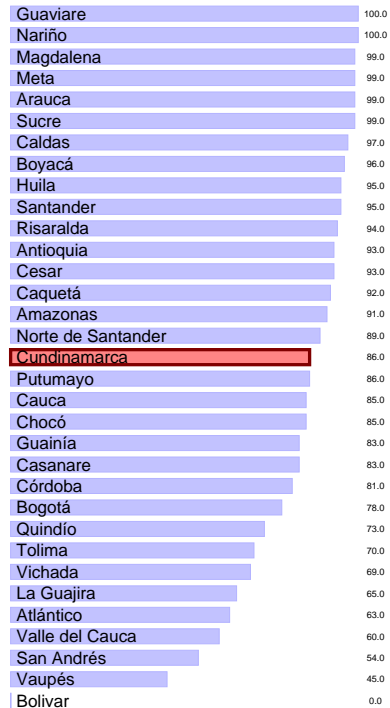 Guaviare 100.0
Nariño 100.0
Magdalena 99.0
Meta 99.0
Arauca 99.0
Sucre 99.0
Caldas 97.0
Boyacá 96.0
Huila 95.0
Santander 95.0
Risaralda 94.0
Antioquia 93.0
Cesar 93.0
Caquetá 92.0
Amazonas 91.0
Norte de Santander 89.0
Cundinamarca 86.0
Putumayo 86.0
Cauca 85.0
Chocó 85.0
Guainía 83.0
Casanare 83.0
Córdoba 81.0
Bogotá 78.0
Quindío 73.0
Tolima 70.0
Vichada 69.0
La Guajira 65.0
Atlántico 63.0
Valle del Cauca 60.0
San Andrés 54.0
Vaupés 45.0
Bolivar 0.0